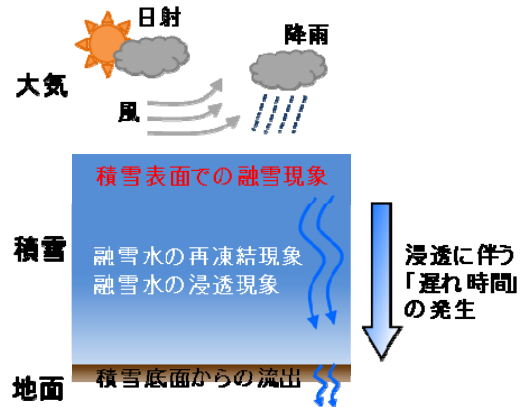 日射
降雨
大気
風
積雪表面での融雪現象
積雪
融雪水の再凍結現象
融雪水の浸透現象
浸透に伴う
「遅れ時間」
の発生
地面
積雪底面からの流出